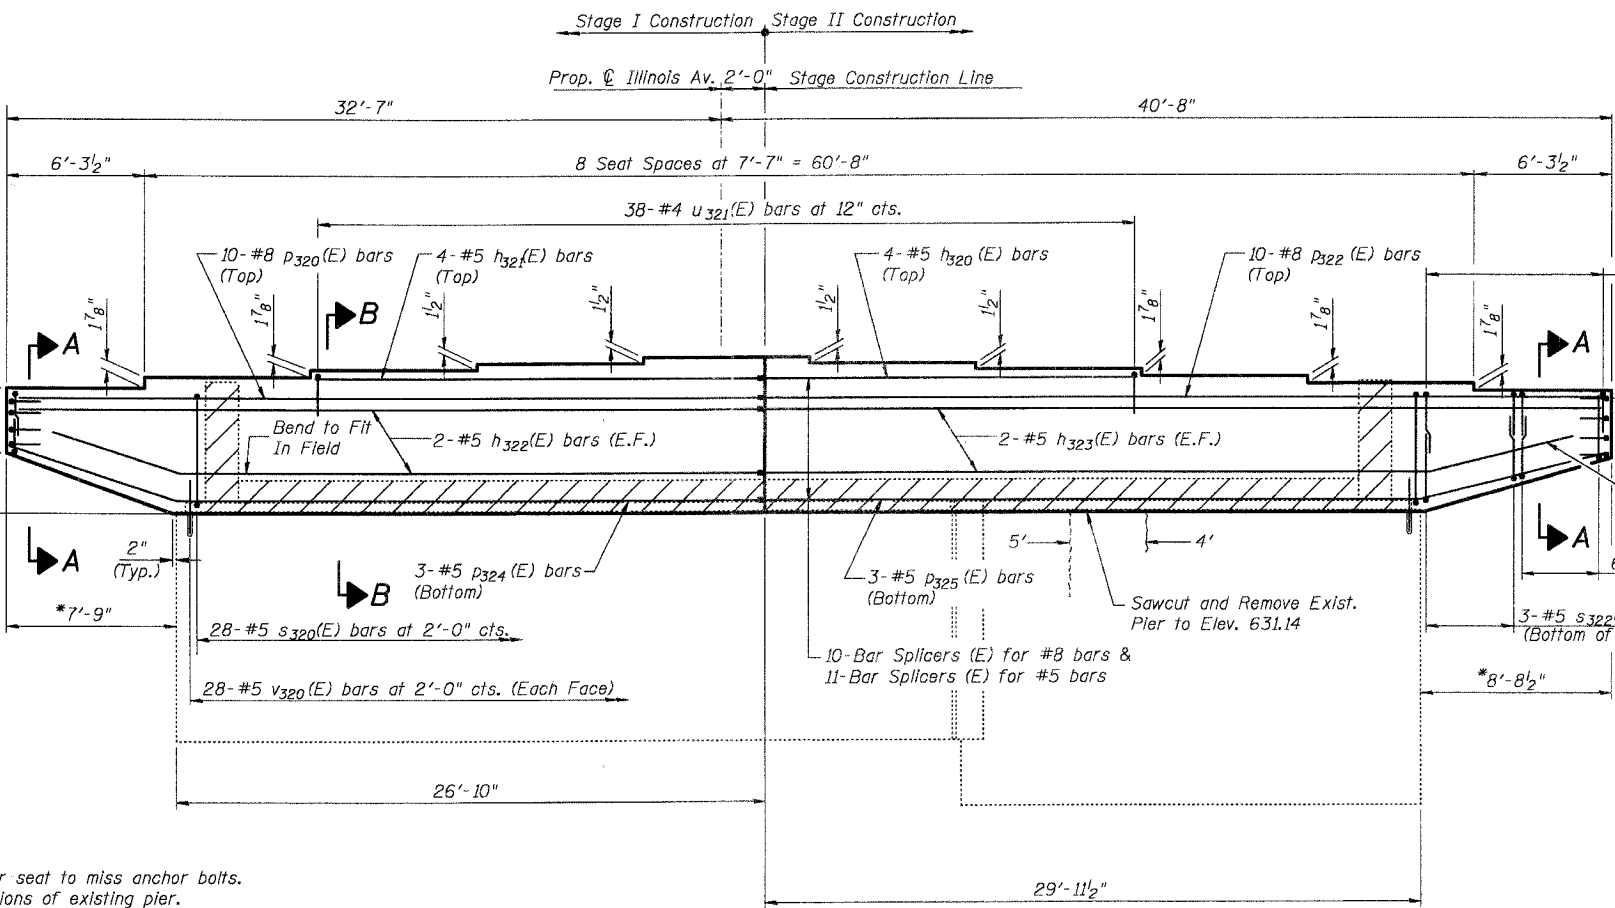 Stage I Construction
Stage II Construction
Prop. ℄ Illinois Av.
2'-0"
Stage Construction Line
32'-7"
40'-8"
6'-3½"
8 Seat Spaces at 7'-7" = 60'-8"
6'-3½"
38-#4 u321(E) bars at 12" cts.
10-#8 p320(E) bars
(Top)
4-#5 h321(E) bars
(Top)
4-#5 h320(E) bars
(Top)
10-#8 p322(E) bars
(Top)
1⅞"
1⅞"
1½"
1½"
1½"
1½"
1⅞"
1⅞"
1⅞"
A
B
A
Bend to Fit
In Field
2-#5 h322(E) bars (E.F.)
2-#5 h323(E) bars (E.F.)
A
2"
(Typ.)
B
3-#5 p324(E) bars
(Bottom)
5'
4'
3-#5 p325(E) bars
(Bottom)
A
6
*7'-9"
28-#5 s320(E) bars at 2'-0" cts.
Sawcut and Remove Exist.
Pier to Elev. 631.14
3-#5 s322
(Bottom of
10-Bar Splicers (E) for #8 bars &
11-Bar Splicers (E) for #5 bars
28-#5 v320(E) bars at 2'-0" cts. (Each Face)
*8'-8½"
26'-10"
29'-11½"
r seat to miss anchor bolts.
ions of existing pier.